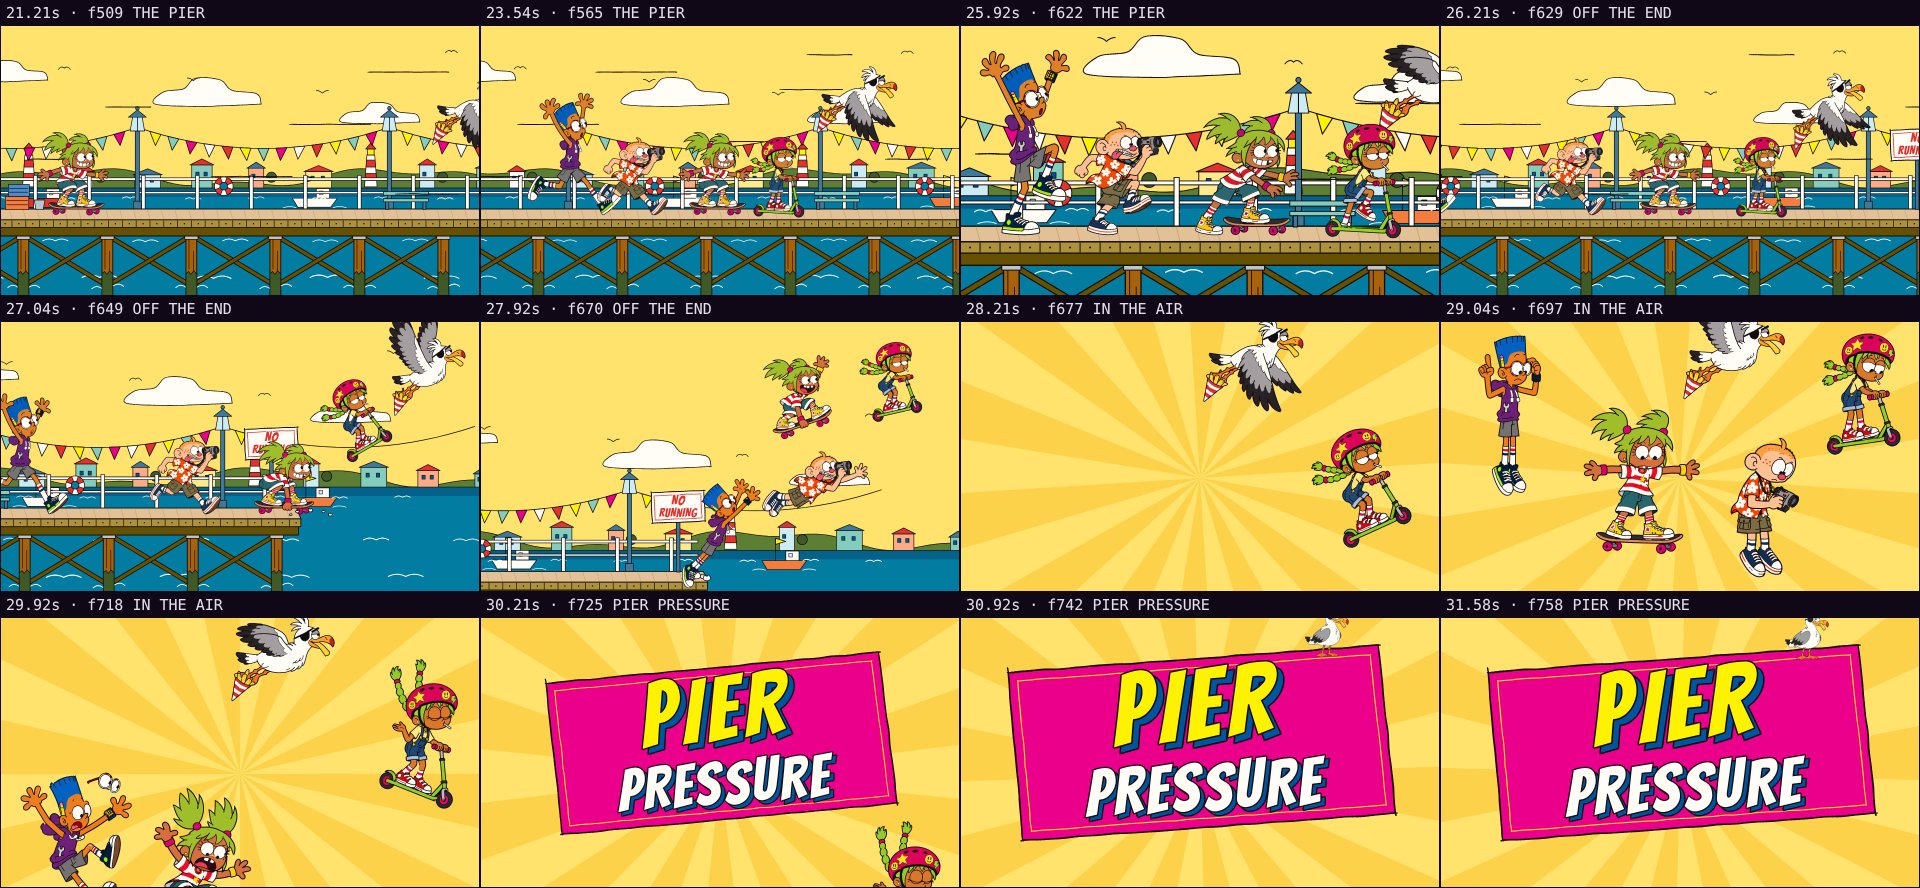 21.21s · f509 THE PIER
23.54s · f565 THE PIER
25.92s · f622 THE PIER
26.21s · f629 OFF THE END
27.04s · f649 OFF THE END
NO
27.92s · f670 OFF THE END
NO
RUNNING
28.21s · f677 IN THE AIR
29.04s · f697 IN THE AIR
29.92s · f718 IN THE AIR
30.21s · f725 PIER PRESSURE
PIER
PRESSURE
30.92s · f742 PIER PRESSURE
PIER
PRESSURE
31.58s · f758 PIER PRESSURE
PIER
PRESSURE